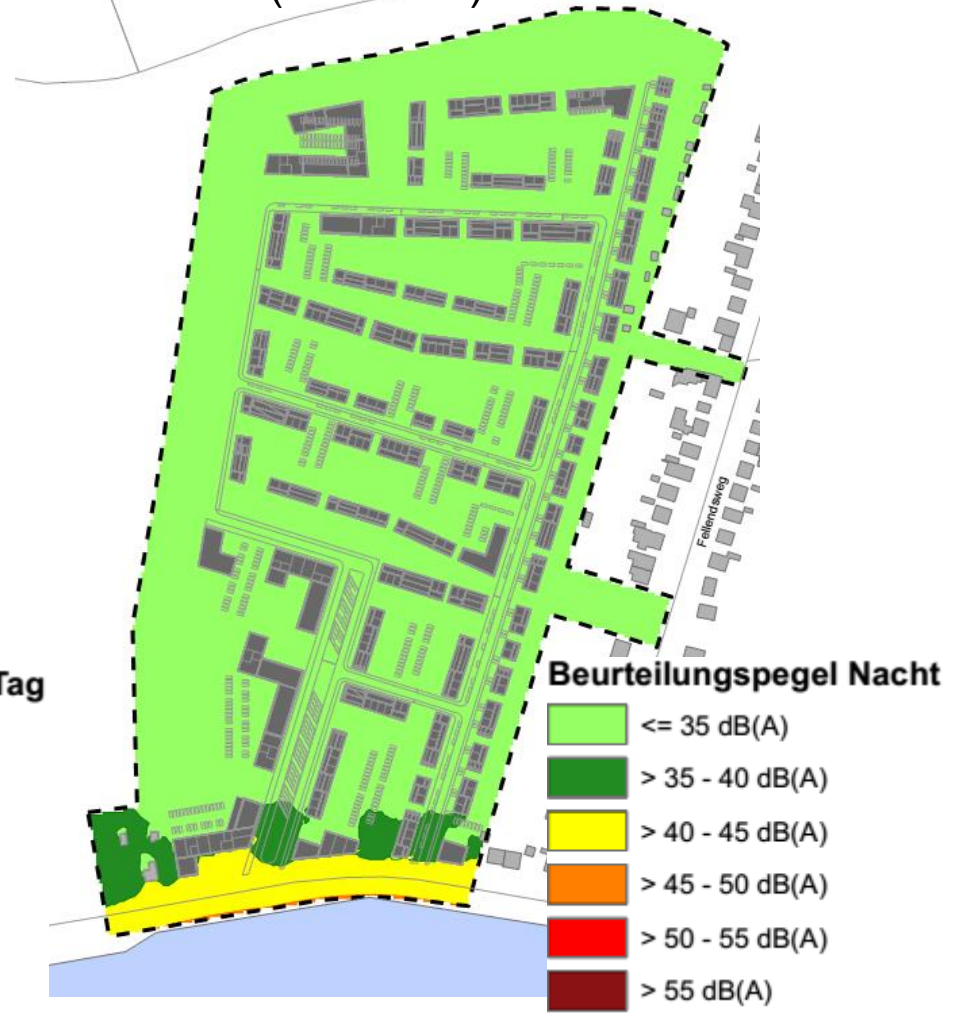 Fellendsweg
Tag
Beurteilungspegel Nacht
<= 35 dB(A)
> 35 - 40 dB(A)
> 40 - 45 dB(A)
> 45 - 50 dB(A)
> 50 - 55 dB(A)
> 55 dB(A)